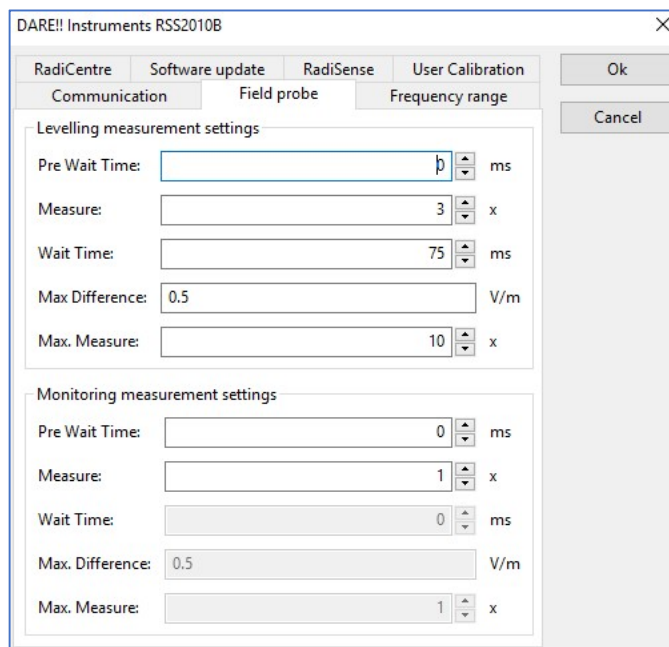 DARE!! Instruments RSS2010B
RadiCentre Software update RadiSense User Calibration
Communication Field probe Frequency range
Ok
Cancel
Levelling measurement settings
Pre Wait Time: 0 ms
Measure: 3 x
Wait Time: 75 ms
Max Difference: 0.5 V/m
Max. Measure: 10 x
Monitoring measurement settings
Pre Wait Time: 0 ms
Measure: 1 x
Wait Time: 0 ms
Max. Difference: 0.5 V/m
Max. Measure: 1 x